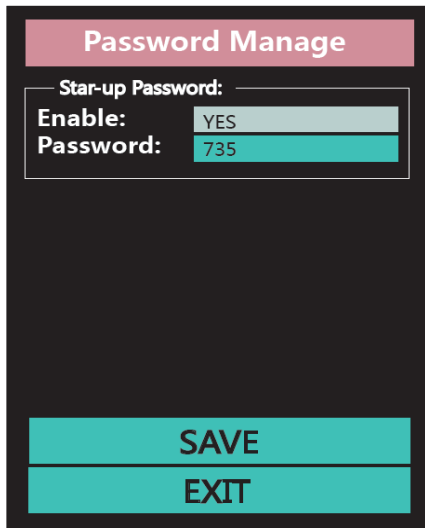 Password Manage
Star-up Password:
Enable: YES
Password: 735
SAVE
EXIT